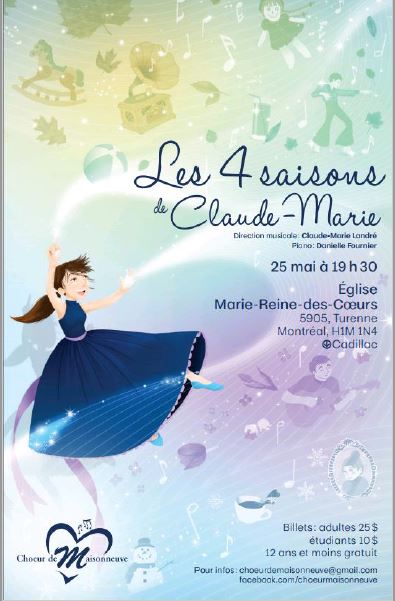 Les 4 saisons
de Claude-Marie
Direction musicale: Claude-Marie Landré
Piano: Danielle Fournier
25 mai à 19 h 30
Église
Marie-Reine-des-Cœurs
5905, Turenne
Montréal, H1M 1N4
Cadillac
Choeur de Maisonneuve
Billets: adultes 25 $
étudiants 10 $
12 ans et moins gratuit
Pour infos: choeurdemaisonneuve@gmail.com
facebook.com/choeurmaisonneuve